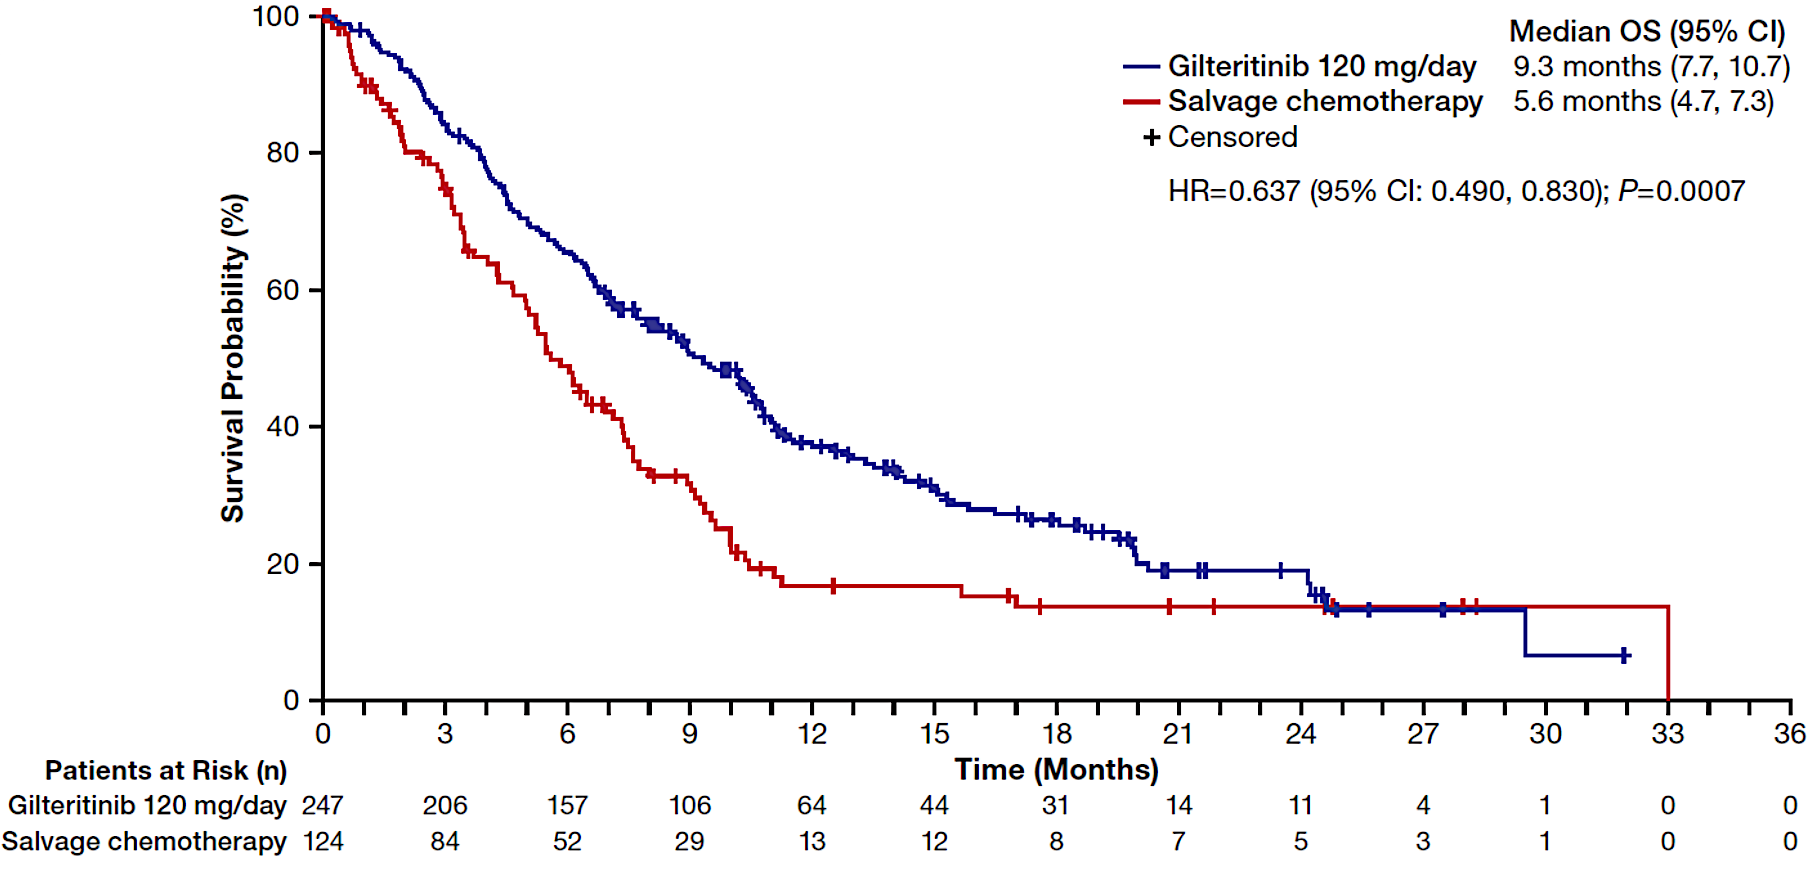 Median OS (95% CI)
Gilteritinib 120 mg/day 9.3 months (7.7, 10.7)
Salvage chemotherapy 5.6 months (4.7, 7.3)
+ Censored
HR=0.637 (95% CI: 0.490, 0.830); P=0.0007
Survival Probability (%)
100
80
60
40
20
0
0 3 6 9 12 15 18 21 24 27 30 33 36
Time (Months)
Patients at Risk (n)
Gilteritinib 120 mg/day 247 206 157 106 64 44 31 14 11 4 1 0 0
Salvage chemotherapy 124 84 52 29 13 12 8 7 5 3 1 0 0